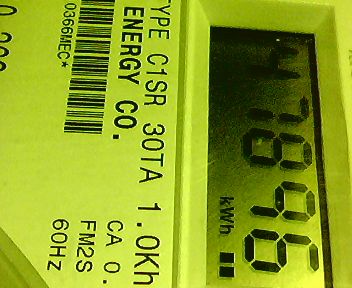 47896
kWh
TYPE C1SR 30TA 1.0Kh
ENERGY CO.
CA 0.
FM2S
60Hz
0366MEC*